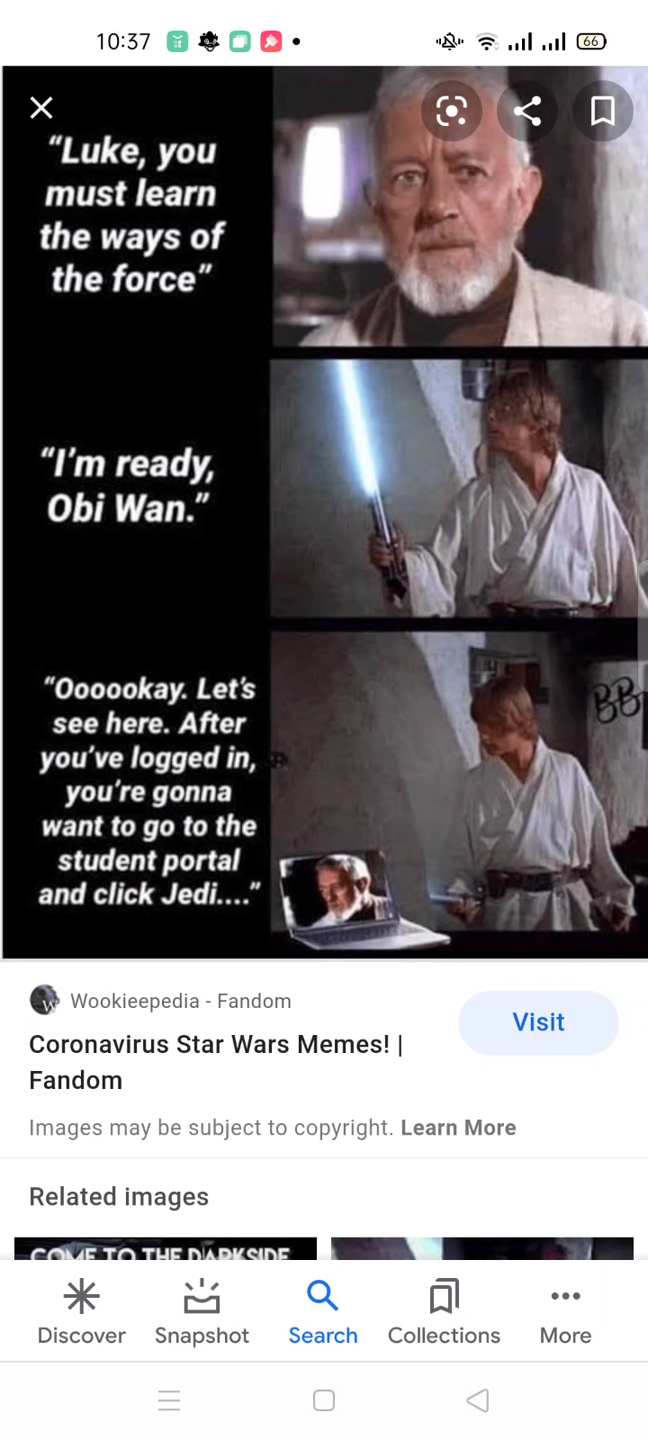 10:37
66
“Luke, you
must learn
the ways of
the force”
“I’m ready,
Obi Wan.”
“Ooookay. Let’s
see here. After
you’ve logged in,
you’re gonna
want to go to the
student portal
and click Jedi....”
BB
Wookieepedia - Fandom
Coronavirus Star Wars Memes! |
Fandom
Visit
Images may be subject to copyright. Learn More
Related images
COME TO THE DARKSIDE
Discover Snapshot Search Collections More